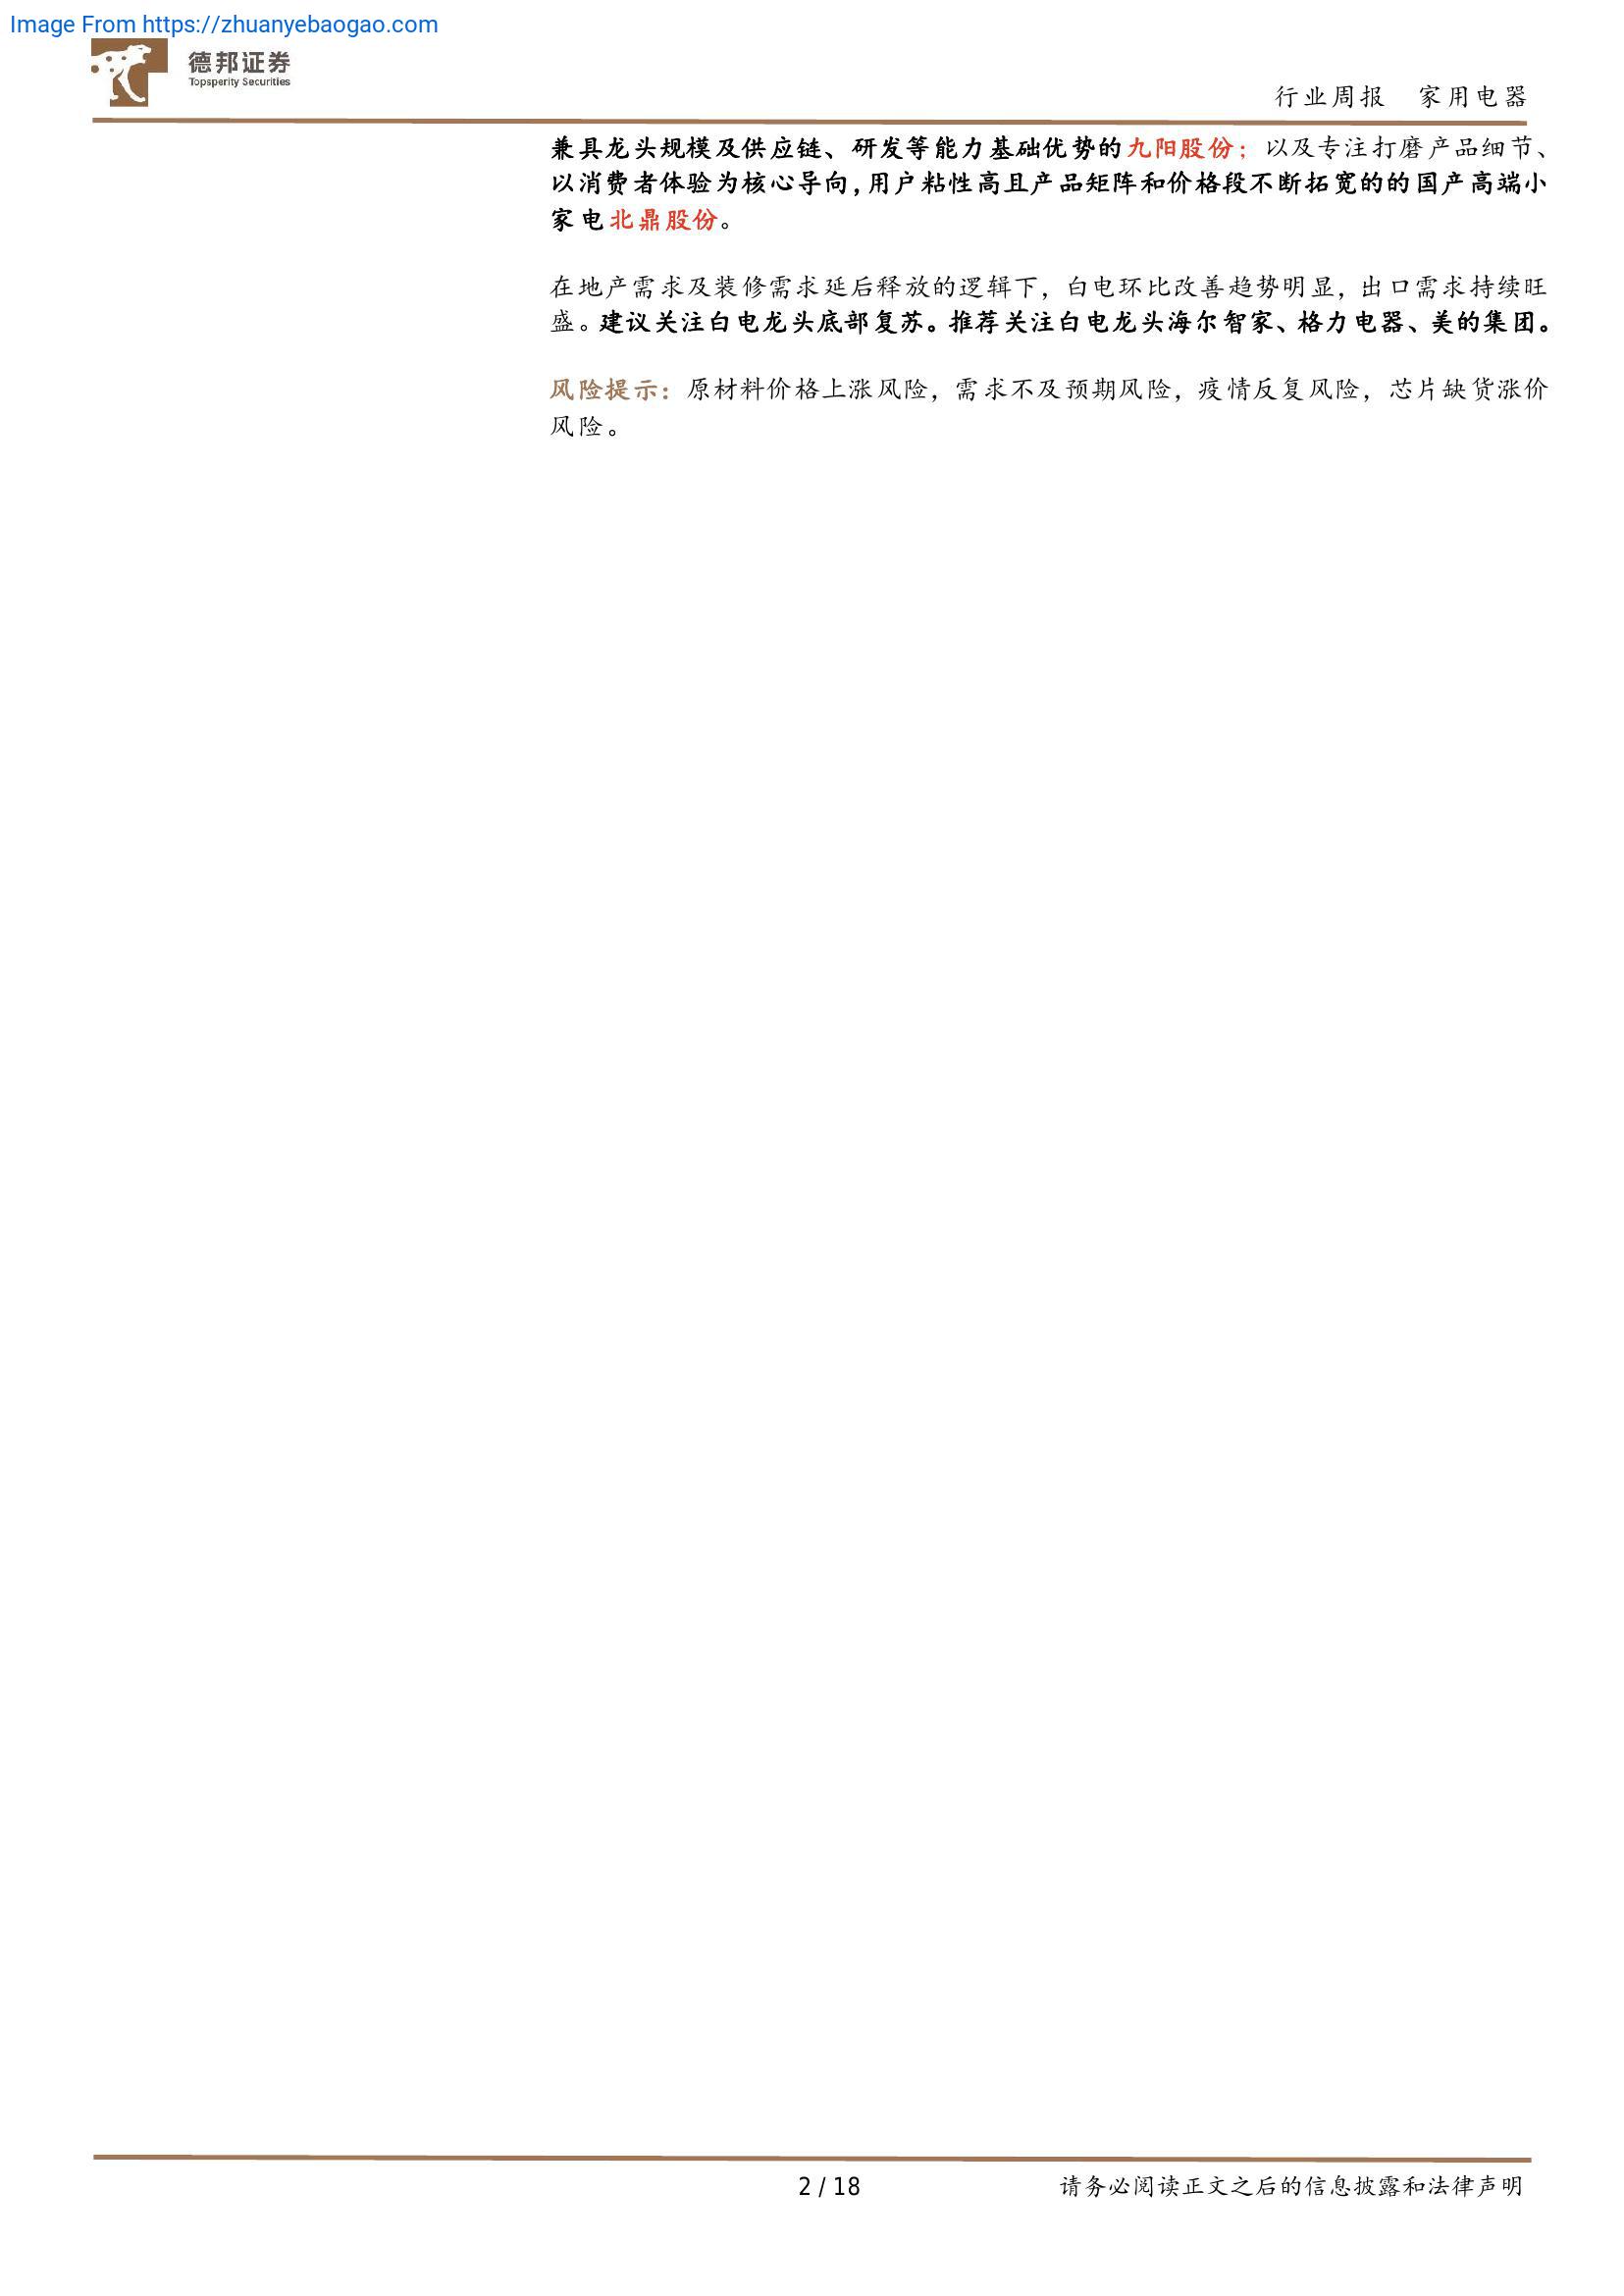 Image From https://zhuanyebaogao.com
德邦证券
Topsperity Securities
行业周报 家用电器
兼具龙头规模及供应链、研发等能力基础优势的九阳股份；以及专注打磨产品细节、
以消费者体验为核心导向，用户粘性高且产品矩阵和价格段不断拓宽的的国产高端小
家电北鼎股份。
在地产需求及装修需求延后释放的逻辑下，白电环比改善趋势明显，出口需求持续旺
盛。建议关注白电龙头底部复苏。推荐关注白电龙头海尔智家、格力电器、美的集团。
风险提示：原材料价格上涨风险，需求不及预期风险，疫情反复风险，芯片缺货涨价
风险。
2 / 18
请务必阅读正文之后的信息披露和法律声明